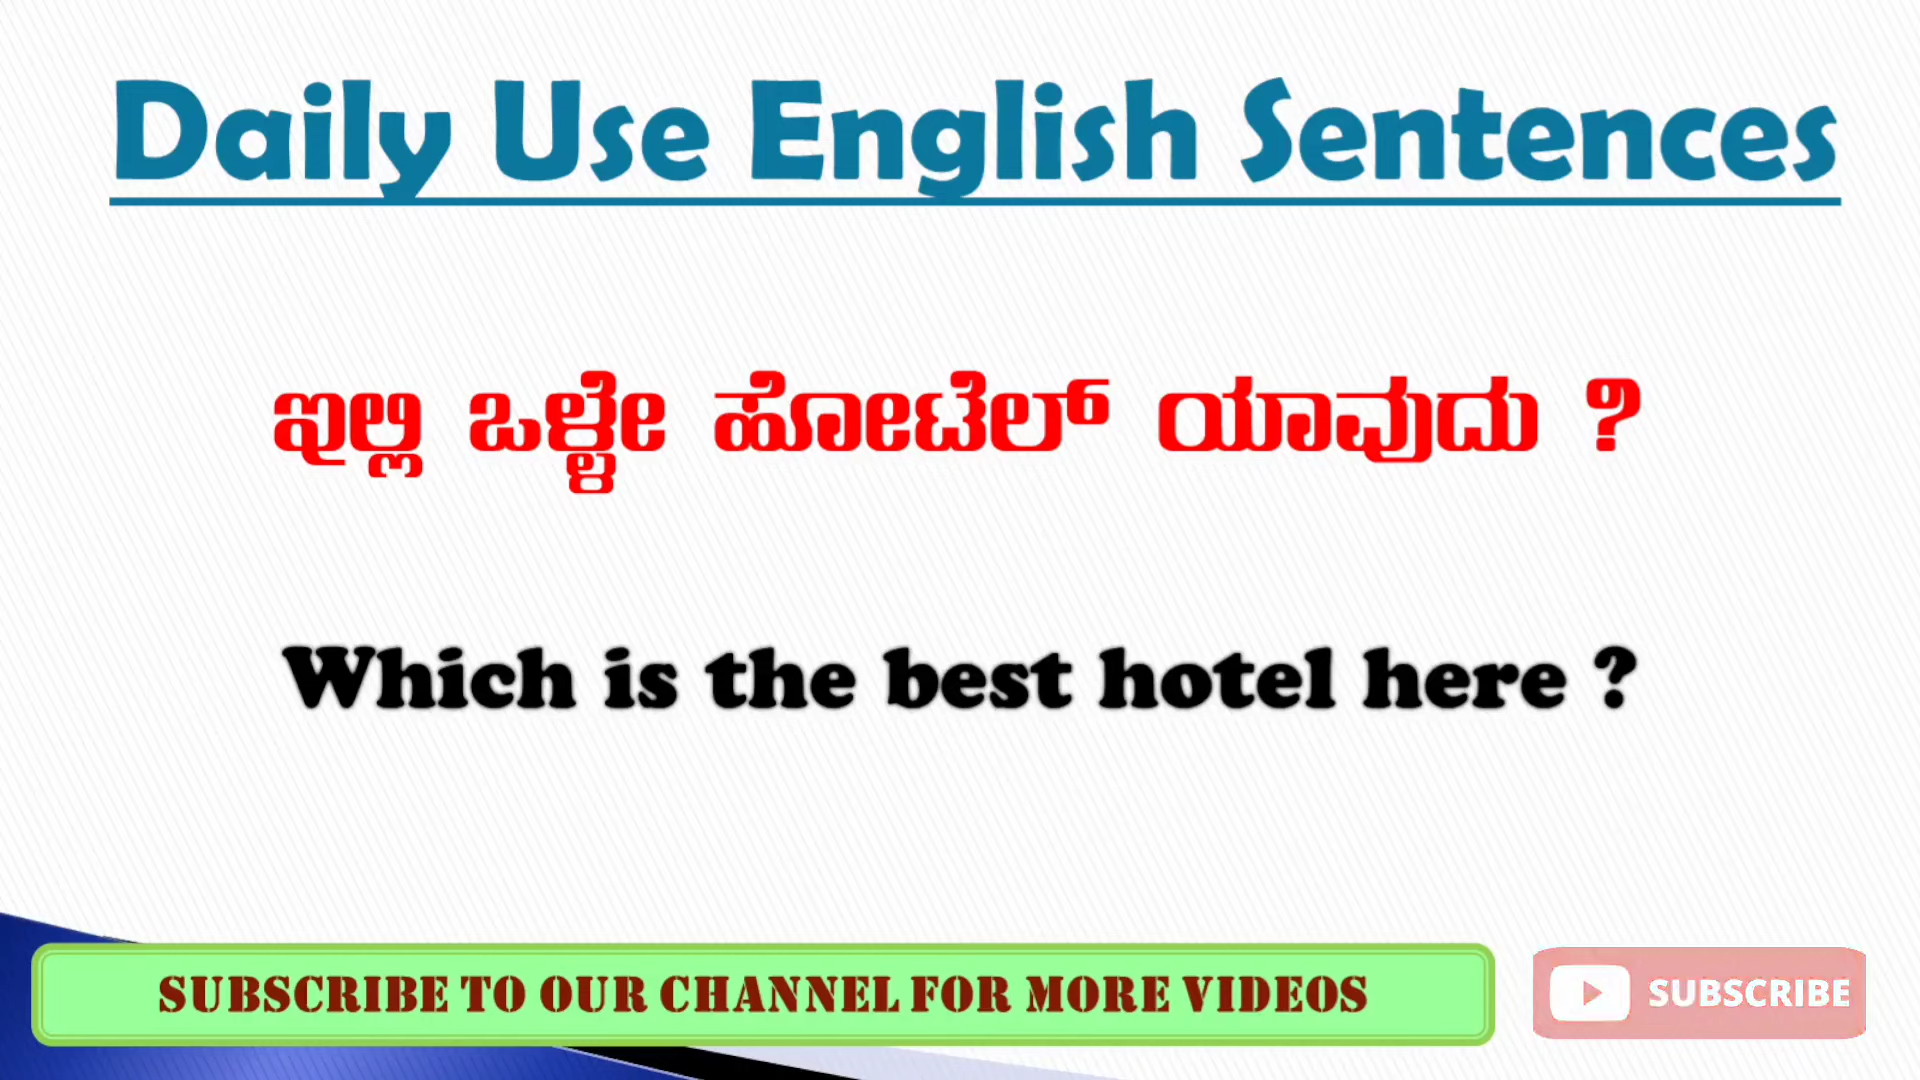 Daily Use English Sentences
ಇಲ್ಲಿ ಒಳ್ಳೇ ಹೋಟೆಲ್ ಯಾವುದು ?
Which is the best hotel here ?
SUBSCRIBE TO OUR CHANNEL FOR MORE VIDEOS
SUBSCRIBE